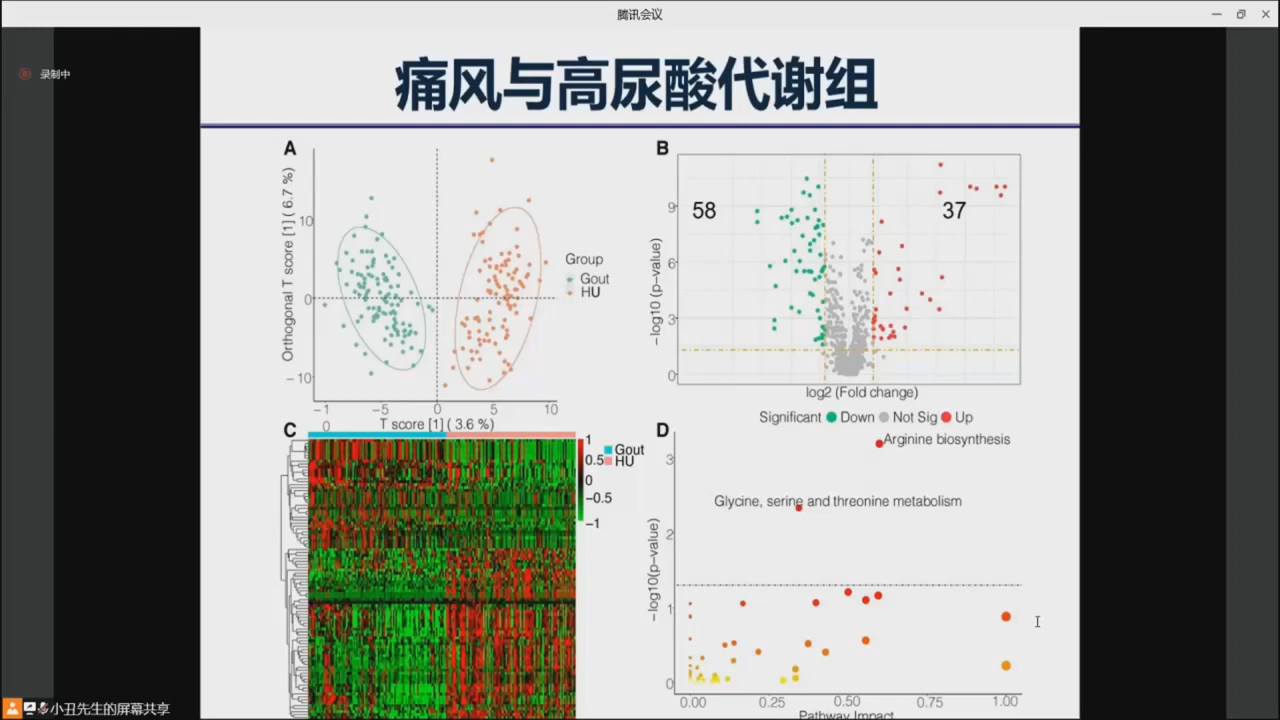 腾讯会议
录制中
痛风与高尿酸代谢组
A
Orthogonal T score [1] ( 6.7 %)
10
0
−10
−1
0
−5
0
5
10
T score [1] ( 3.6 %)
Group
Gout
HU
B
58
37
−log10 (p−value)
9
6
3
0
log2 (Fold change)
Significant Down Not Sig Up
C
1
0.5
0
−0.5
−1
Gout
HU
D
Arginine biosynthesis
Glycine, serine and threonine metabolism
−log10(p−value)
3
2
1
0
0.00 0.25 0.50 0.75 1.00
Pathway Impact
小丑先生的屏幕共享